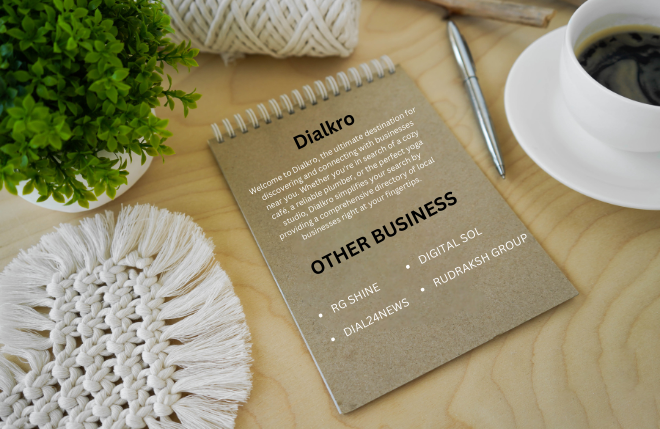 Dialkro
Welcome to Dialkro, the ultimate destination for
discovering and connecting with businesses
near you. Whether you're in search of a cozy
café, a reliable plumber, or the perfect yoga
studio, Dialkro simplifies your search by
providing a comprehensive directory of local
businesses right at your fingertips.
OTHER BUSINESS
• RG SHINE
• DIAL24NEWS
• DIGITAL SOL
• RUDRAKSH GROUP